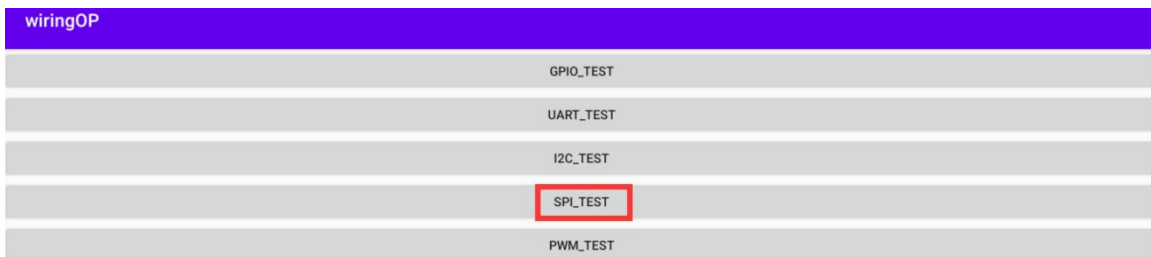 wiringOP
GPIO_TEST
UART_TEST
I2C_TEST
SPI_TEST
PWM_TEST